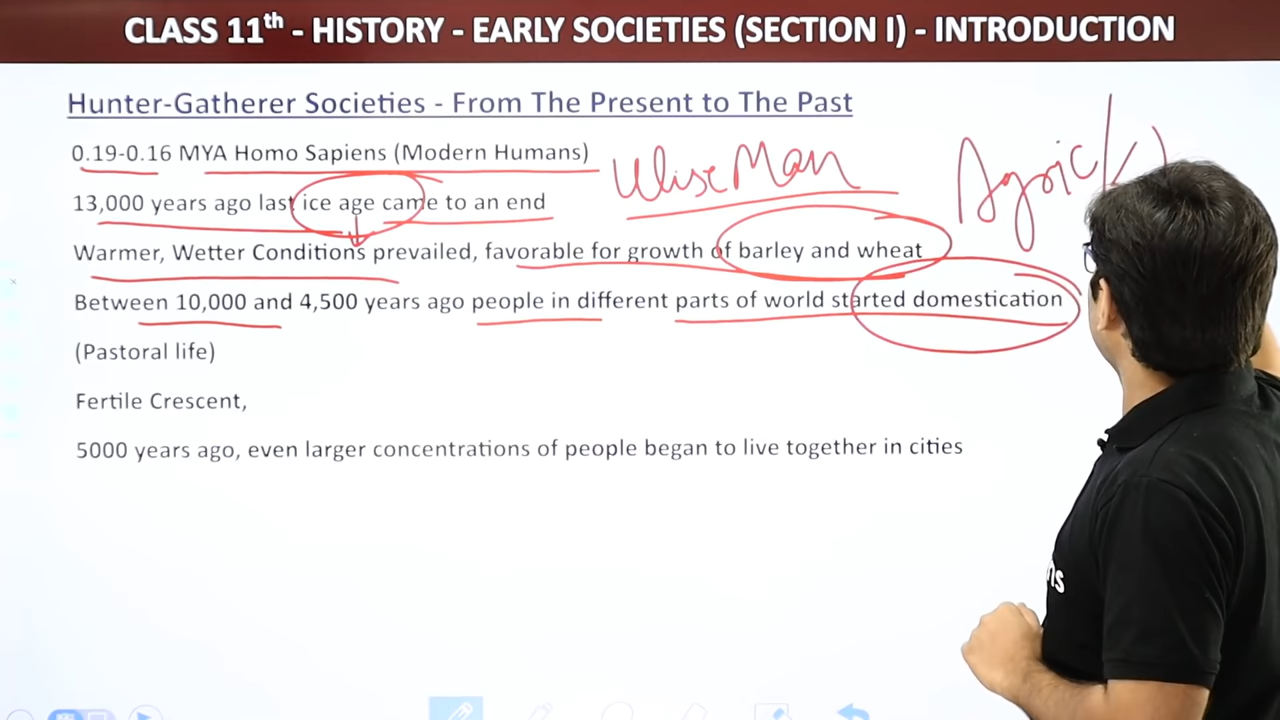 CLASS 11th - HISTORY - EARLY SOCIETIES (SECTION I) - INTRODUCTION
Hunter-Gatherer Societies - From The Present to The Past
0.19-0.16 MYA Homo Sapiens (Modern Humans)
Wise Man
13,000 years ago last ice age came to an end
Warmer, Wetter Conditions prevailed, favorable for growth of barley and wheat
Between 10,000 and 4,500 years ago people in different parts of world started domestication
(Pastoral life)
Fertile Crescent,
5000 years ago, even larger concentrations of people began to live together in cities